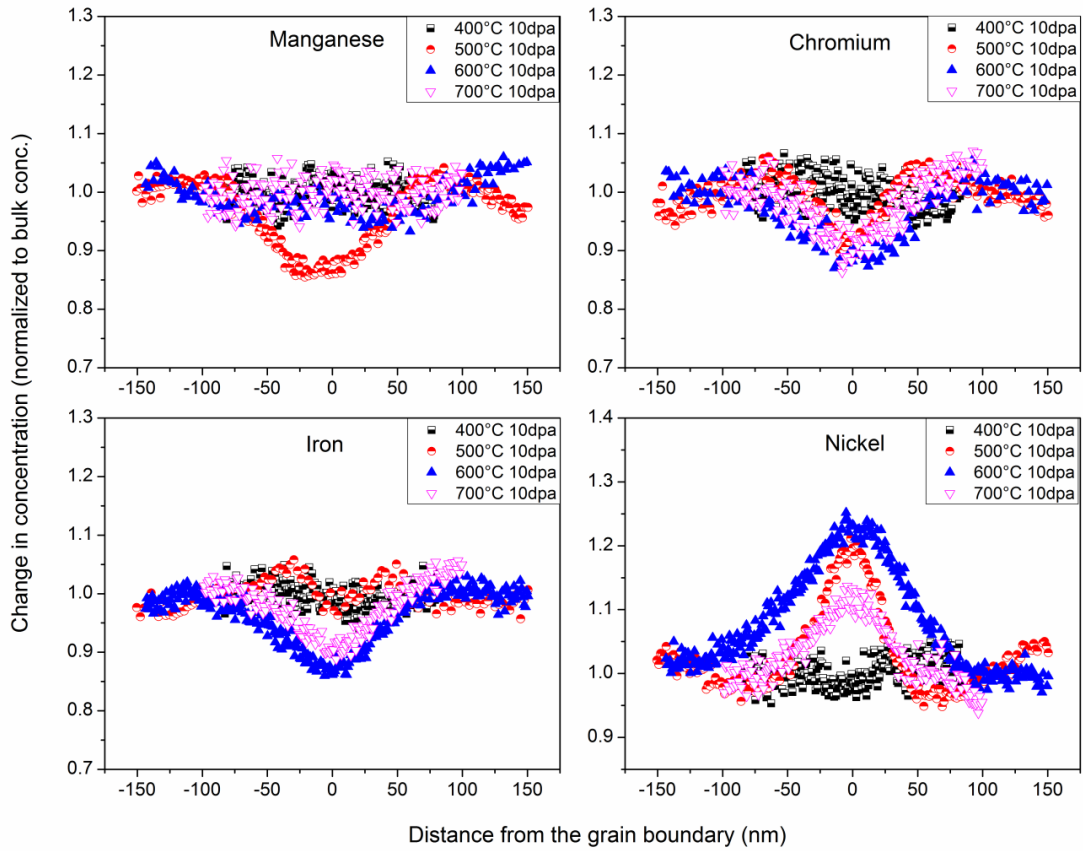 Change in concentration (normalized to bulk conc.)
Manganese
400°C 10dpa
500°C 10dpa
600°C 10dpa
700°C 10dpa
1.3
1.2
1.1
1.0
0.9
0.8
0.7
-150 -100 -50 0 50 100 150
Chromium
400°C 10dpa
500°C 10dpa
600°C 10dpa
700°C 10dpa
1.3
1.2
1.1
1.0
0.9
0.8
0.7
-150 -100 -50 0 50 100 150
Iron
400°C 10dpa
500°C 10dpa
600°C 10dpa
700°C 10dpa
1.3
1.2
1.1
1.0
0.9
0.8
0.7
-150 -100 -50 0 50 100 150
Nickel
400°C 10dpa
500°C 10dpa
600°C 10dpa
700°C 10dpa
1.4
1.3
1.2
1.1
1.0
0.9
-150 -100 -50 0 50 100 150
Distance from the grain boundary (nm)